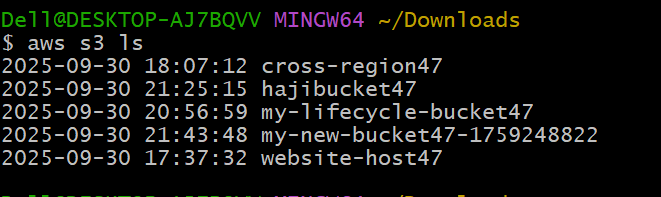 Dell@DESKTOP-AJ7BQVV MINGW64 ~/Downloads
$ aws s3 ls
2025-09-30 18:07:12 cross-region47
2025-09-30 21:25:15 hajibucket47
2025-09-30 20:56:59 my-lifecycle-bucket47
2025-09-30 21:43:48 my-new-bucket47-1759248822
2025-09-30 17:37:32 website-host47